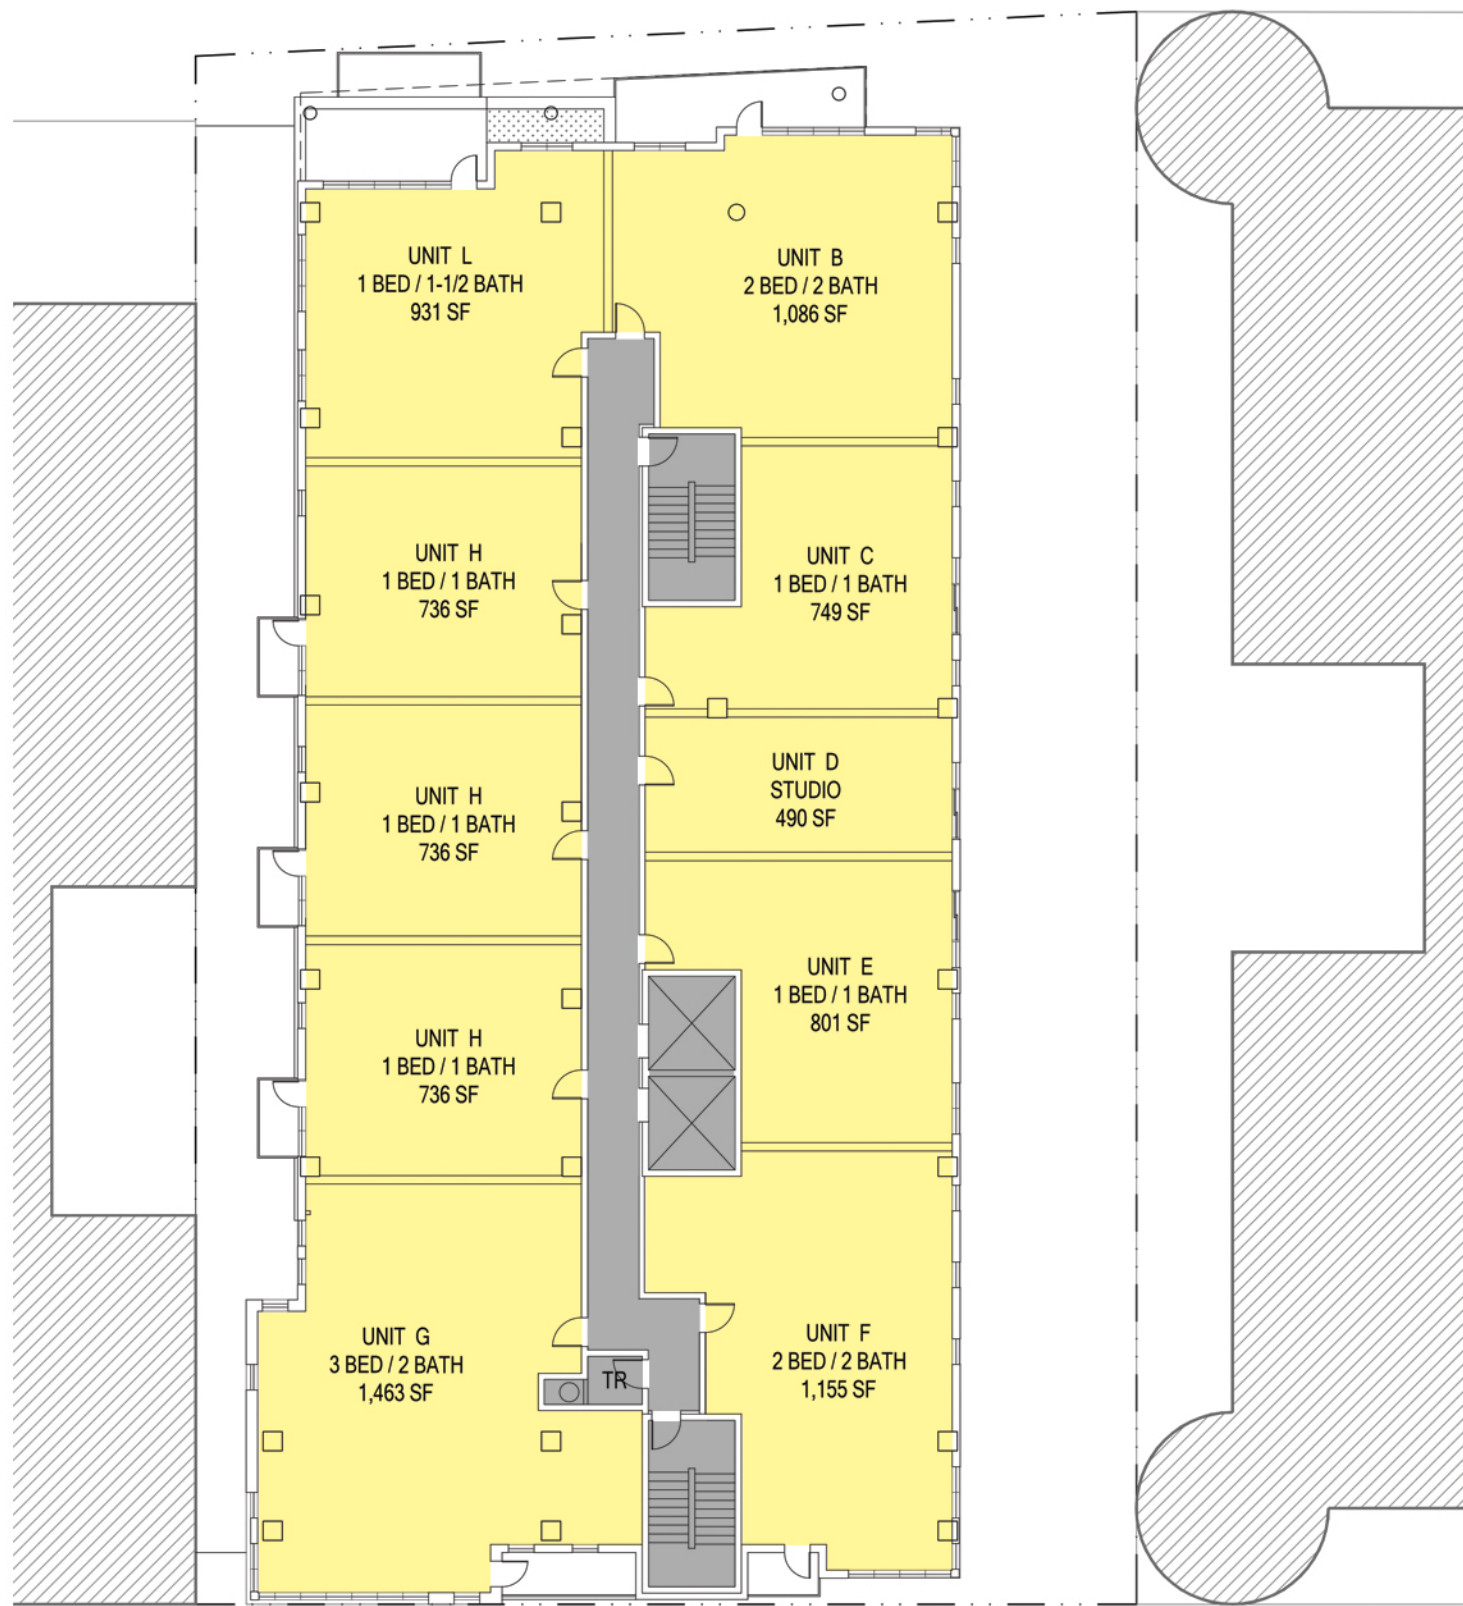 UNIT L
1 BED / 1-1/2 BATH
931 SF
UNIT B
2 BED / 2 BATH
1,086 SF
UNIT H
1 BED / 1 BATH
736 SF
UNIT C
1 BED / 1 BATH
749 SF
UNIT H
1 BED / 1 BATH
736 SF
UNIT D
STUDIO
490 SF
UNIT H
1 BED / 1 BATH
736 SF
UNIT E
1 BED / 1 BATH
801 SF
UNIT G
3 BED / 2 BATH
1,463 SF
TR
UNIT F
2 BED / 2 BATH
1,155 SF